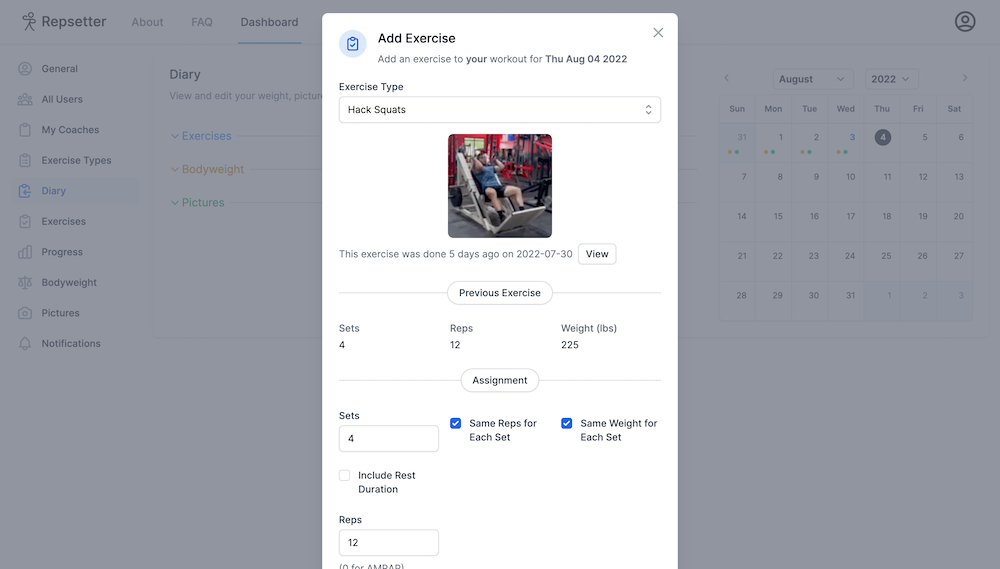 Repsetter
About
FAQ
Dashboard
General
All Users
My Coaches
Exercise Types
Diary
Exercises
Progress
Bodyweight
Pictures
Notifications
Diary
View and edit your weight, pictur
Exercises
Bodyweight
Pictures
Add Exercise
Add an exercise to your workout for Thu Aug 04 2022
Exercise Type
Hack Squats
This exercise was done 5 days ago on 2022-07-30
View
Previous Exercise
Sets Reps Weight (lbs)
4 12 225
Assignment
Sets
4
Same Reps for
Each Set
Same Weight for
Each Set
Include Rest
Duration
Reps
12
(0 for AMRAP)
August 2022
Sun Mon Tue Wed Thu Fri Sat
31 1 2 3 4 5 6
7 8 9 10 11 12 13
14 15 16 17 18 19 20
21 22 23 24 25 26 27
28 29 30 31 1 2 3